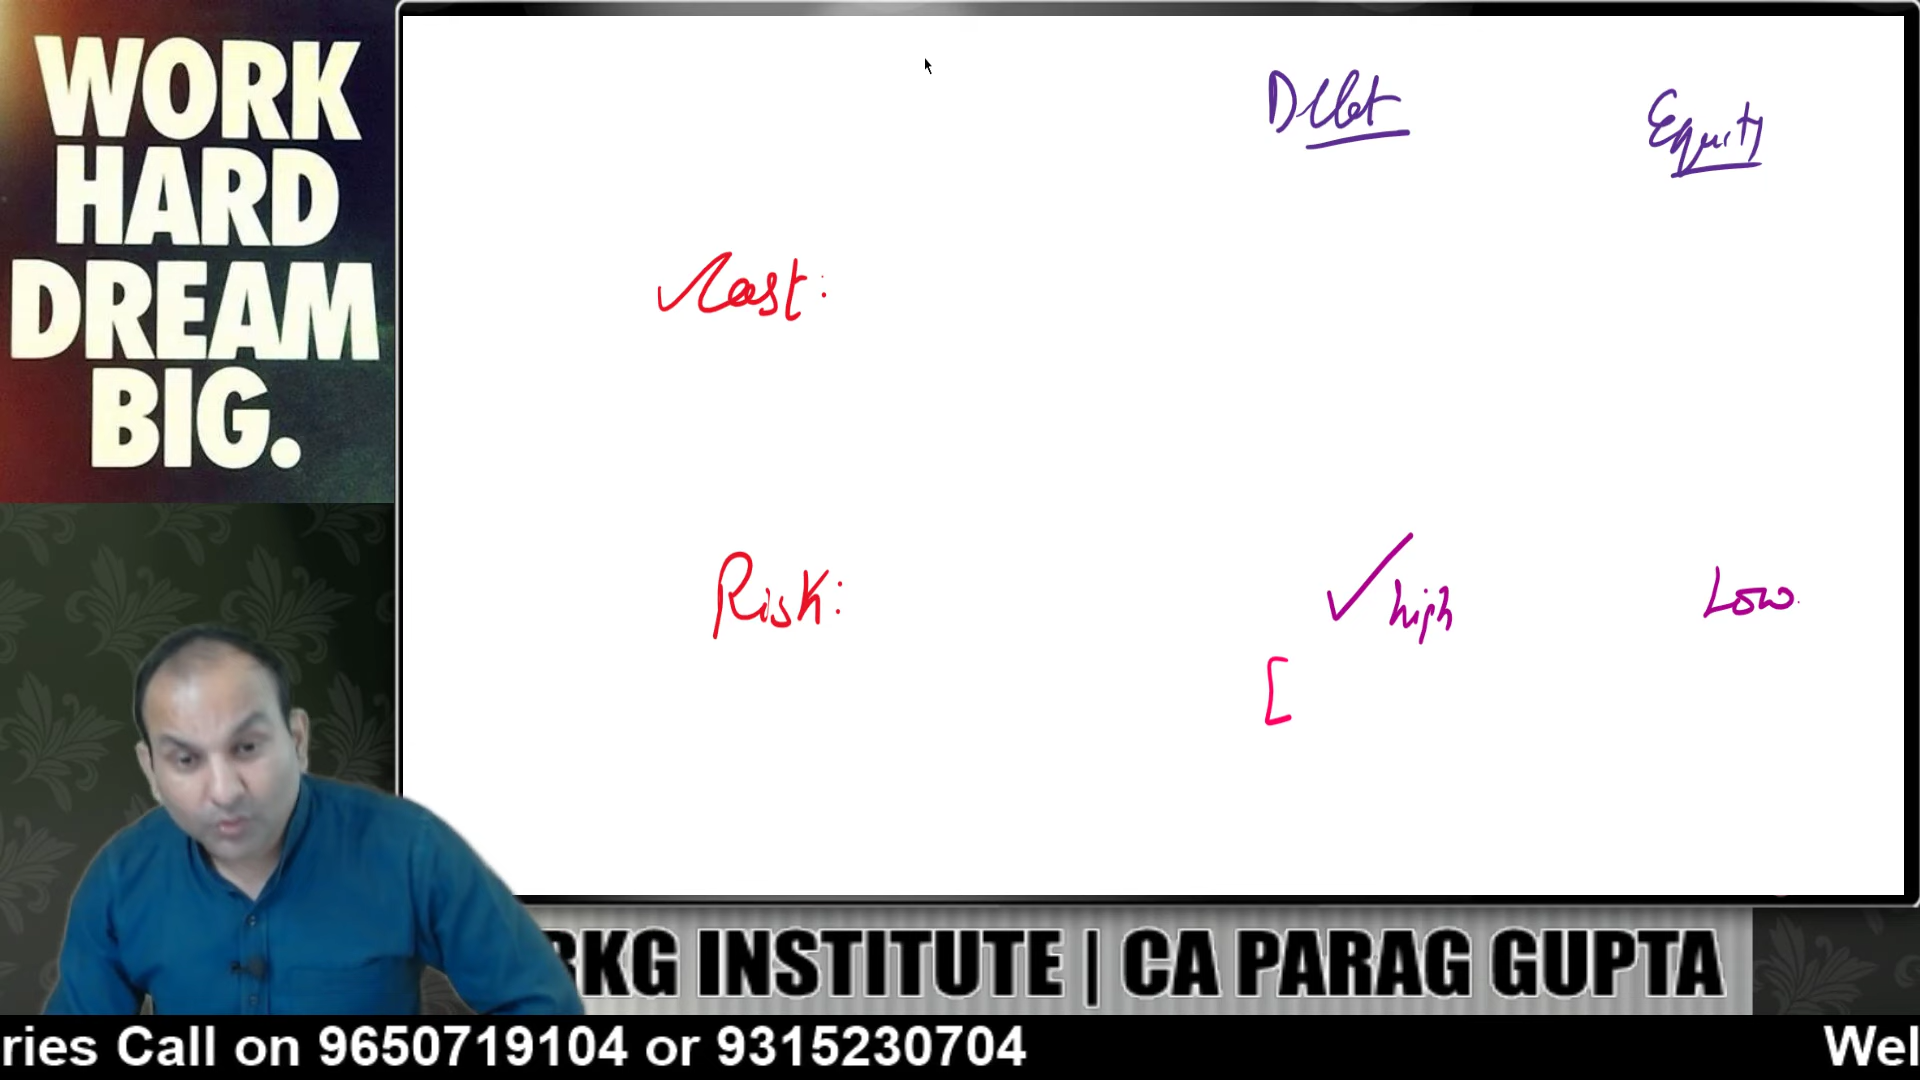 WORK
HARD
DREAM
BIG.
Debt Equity
Cost:
Risk: high Low
RKG INSTITUTE | CA PARAG GUPTA
ries Call on 9650719104 or 9315230704 Wel